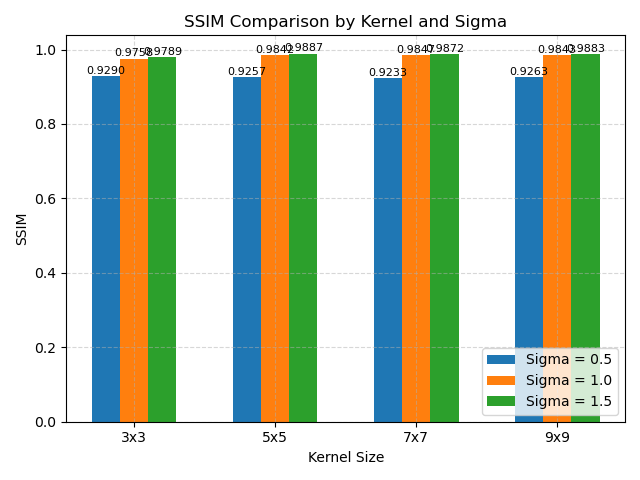 SSIM Comparison by Kernel and Sigma
1.0
0.8
0.6
0.4
0.2
0.0
SSIM
0.9290
0.9758
0.9789
0.9257
0.9842
0.9887
0.9233
0.9847
0.9872
0.9263
0.9843
0.9883
Sigma = 0.5
Sigma = 1.0
Sigma = 1.5
3x3
5x5
7x7
9x9
Kernel Size